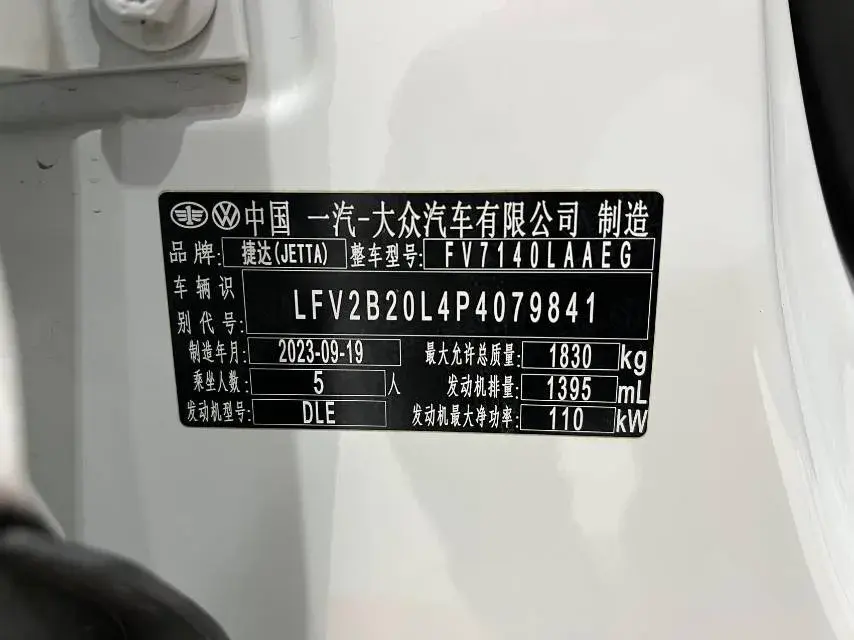 中国 一汽-大众汽车有限公司 制造
品牌: 捷达(JETTA) 整车型号: FV7140LAAEG
车辆识别代号: LFV2B20L4P4079841
制造年月: 2023-09-19 最大允许总质量: 1830 kg
乘坐人数: 5 人 发动机排量: 1395 mL
发动机型号: DLE 发动机最大净功率: 110 kW